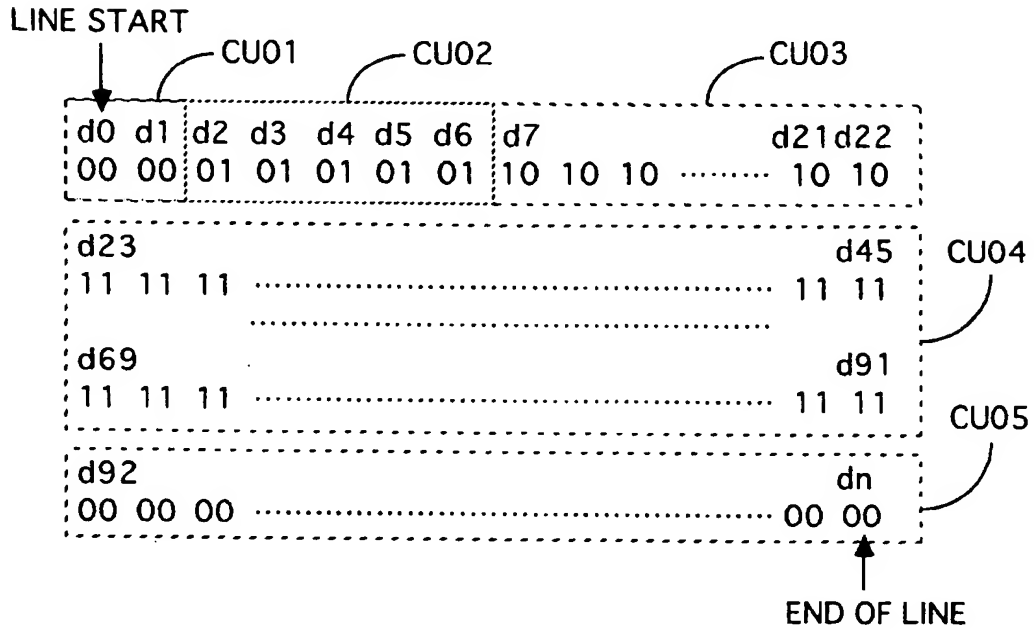 LINE START
CU01 CU02 CU03
d0 d1 d2 d3 d4 d5 d6 d7 d21 d22
00 00 01 01 01 01 01 10 10 10 ......... 10 10
d23 d45 CU04
11 11 11 ............ 11 11
............
d69 d91
11 11 11 ............ 11 11
CU05
d92 dn
00 00 00 ............ 00 00
END OF LINE